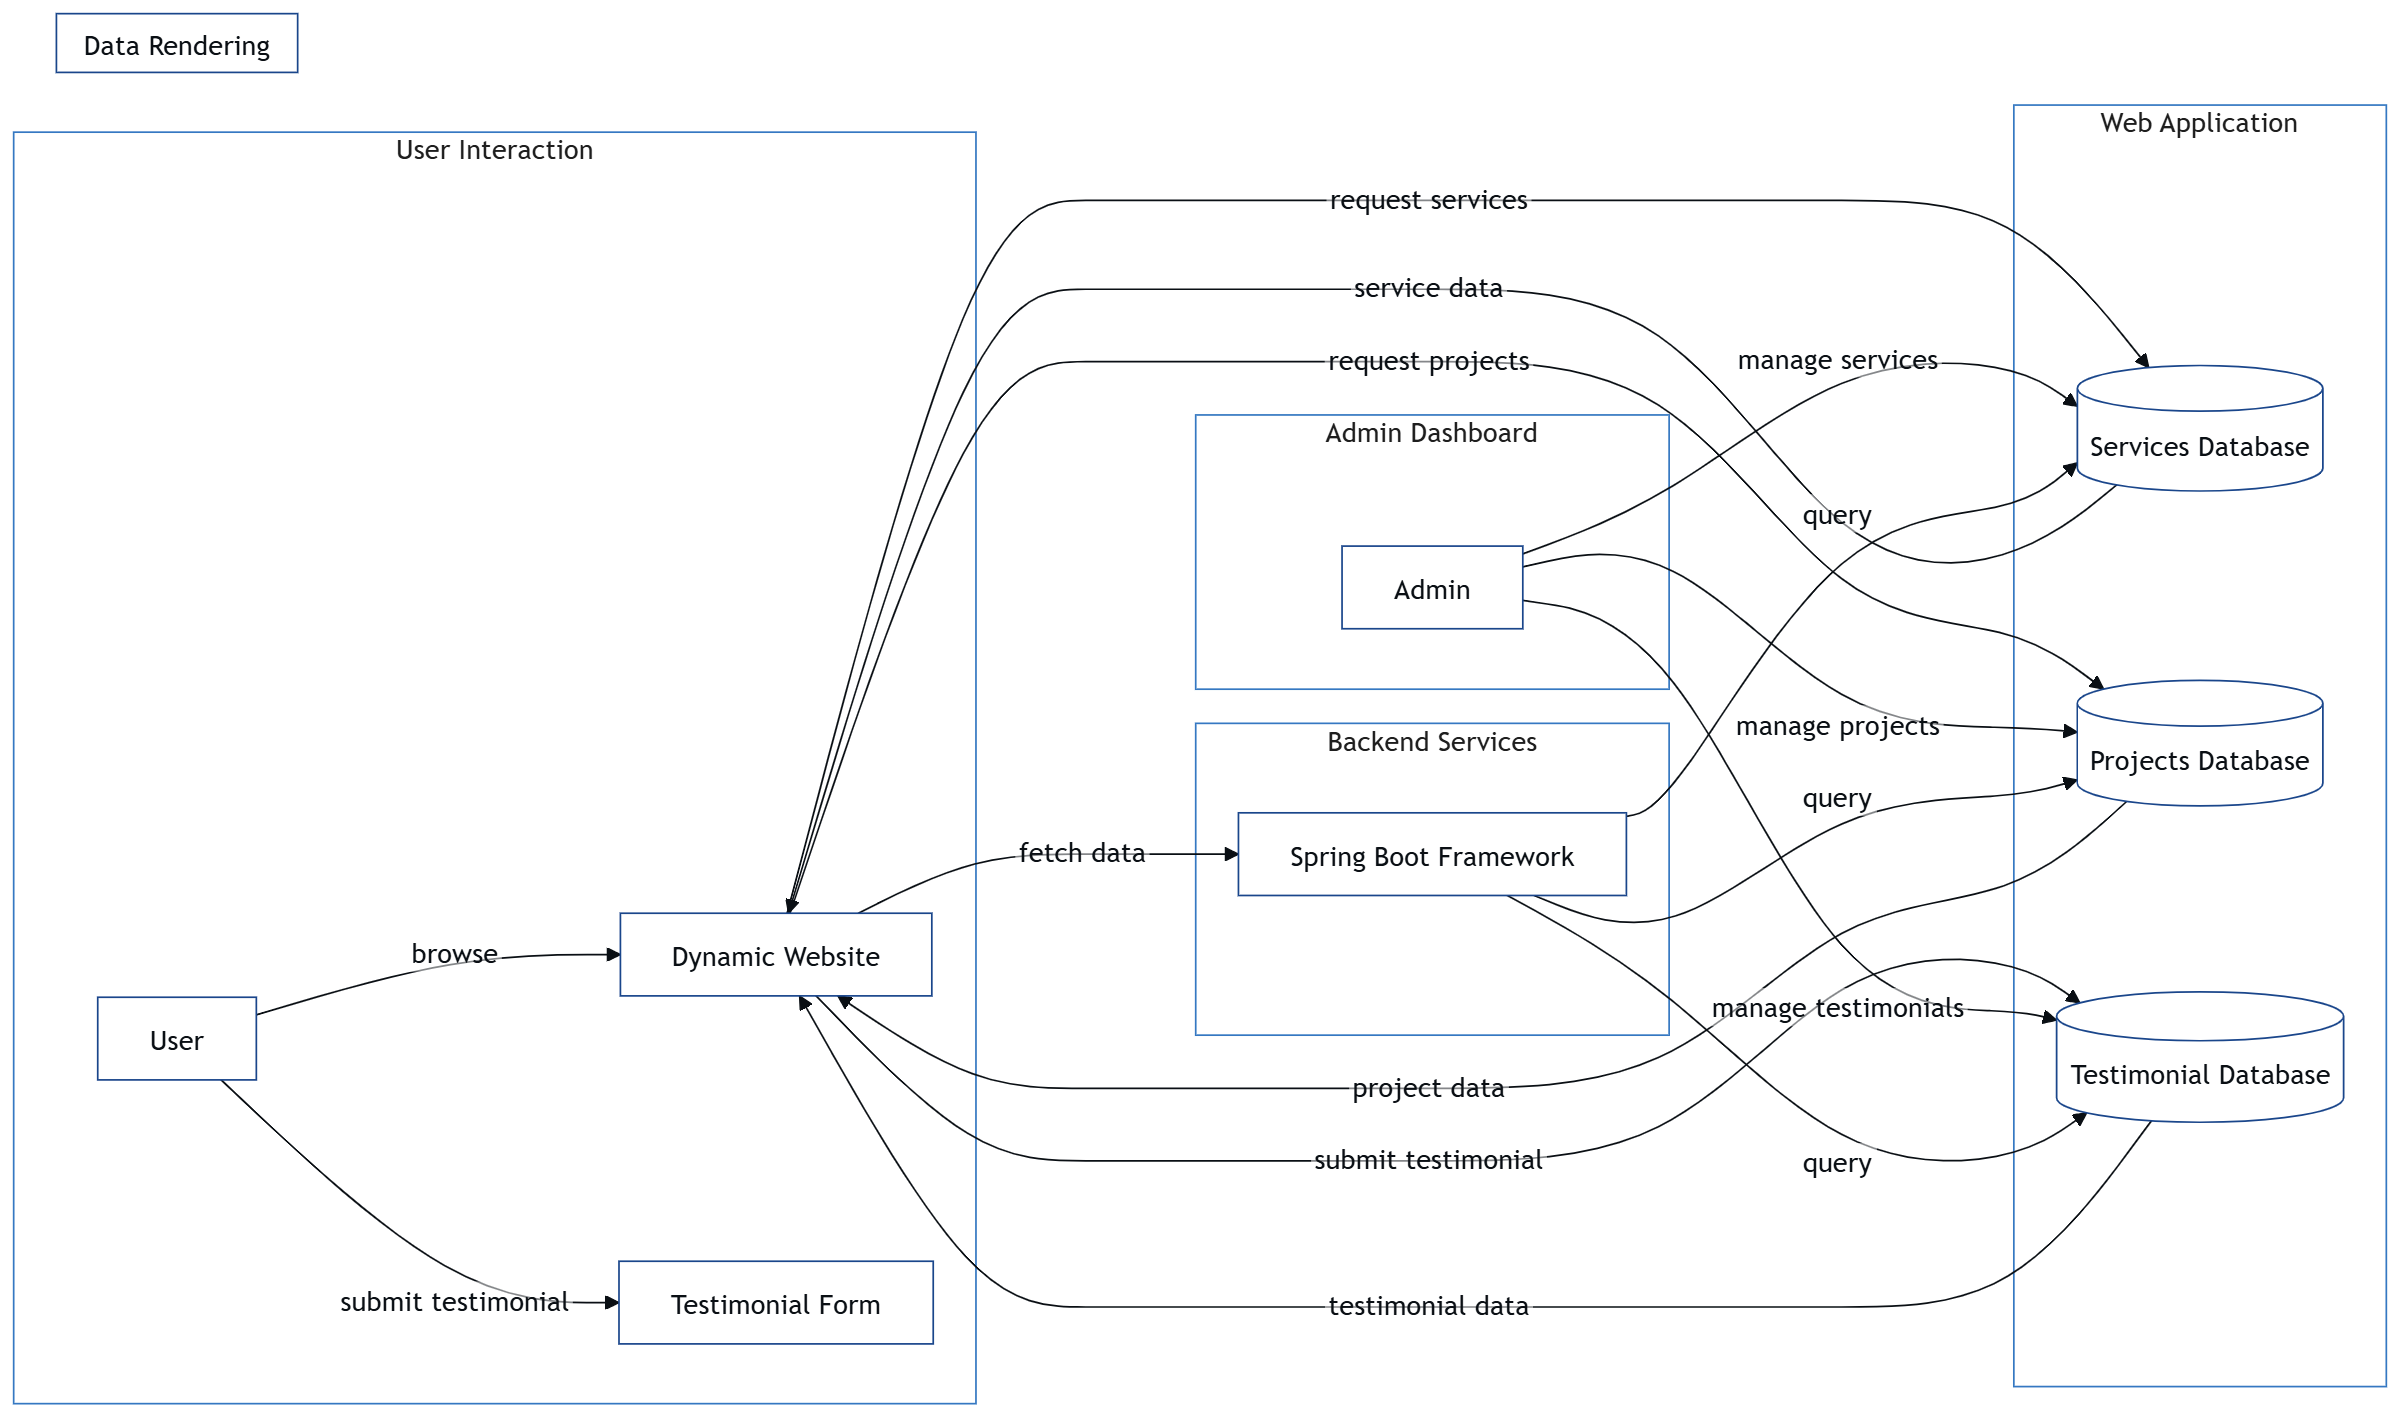 Data Rendering
Web Application
User Interaction
request services
service data
request projects
manage services
Admin Dashboard
Services Database
query
Admin
manage projects
Backend Services
Projects Database
query
fetch data
Spring Boot Framework
browse
Dynamic Website
manage testimonials
User
Testimonial Database
project data
submit testimonial
query
submit testimonial
Testimonial Form
testimonial data